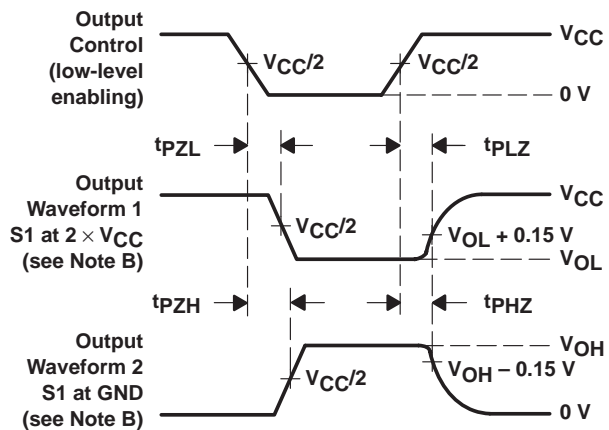 Output
Control
(low-level
enabling)
VCC/2
VCC/2
VCC
0 V
tPZL
tPLZ
Output
Waveform 1
S1 at 2 × VCC
(see Note B)
VCC/2
VCC
VOL + 0.15 V
VOL
tPZH
tPHZ
Output
Waveform 2
S1 at GND
(see Note B)
VCC/2
VOH
VOH – 0.15 V
0 V